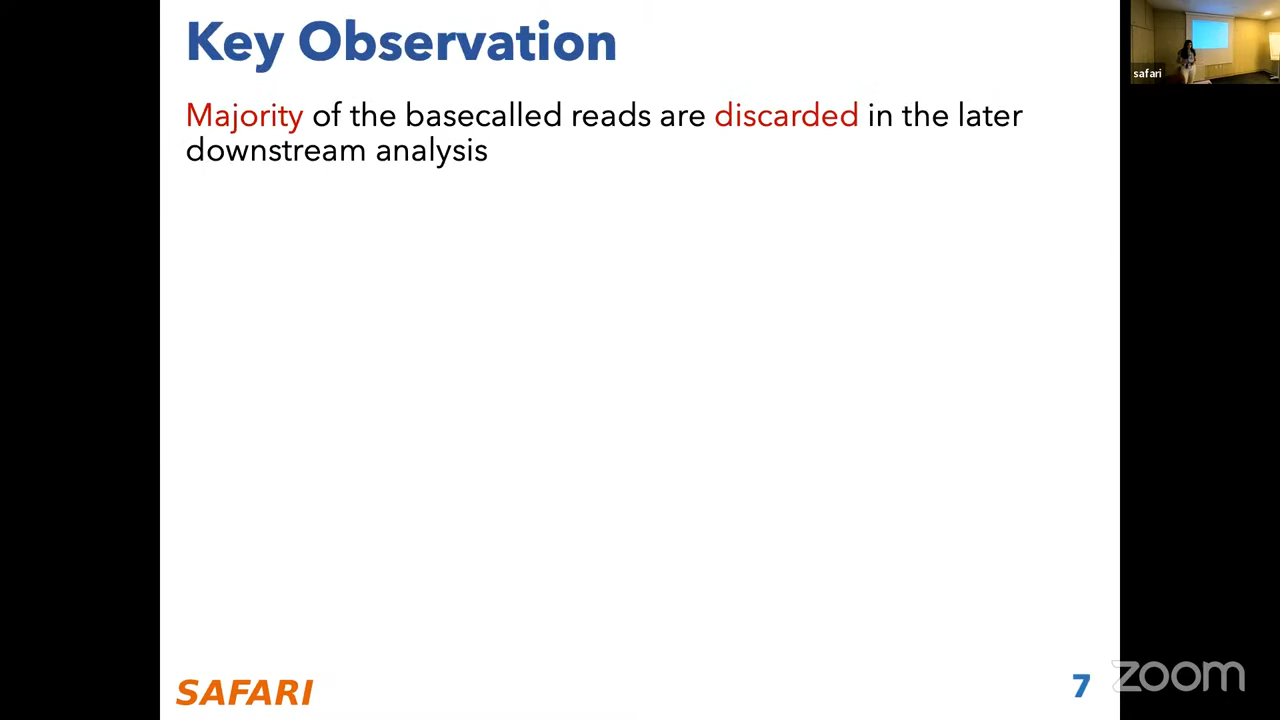 Key Observation
Majority of the basecalled reads are discarded in the later
downstream analysis
safari
SAFARI
7
zoom